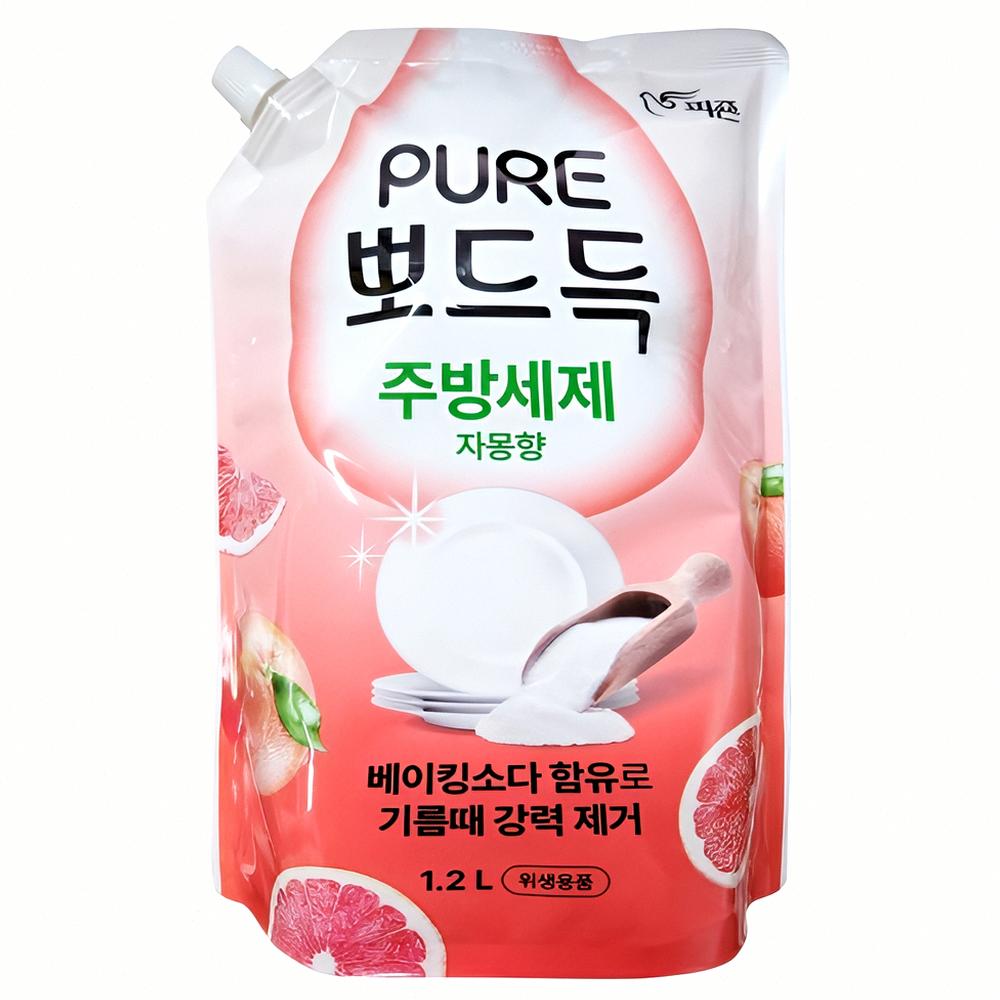 피죤
PURE
뽀드득
주방세제
자몽향
베이킹소다 함유로
기름때 강력 제거
1.2 L 위생용품